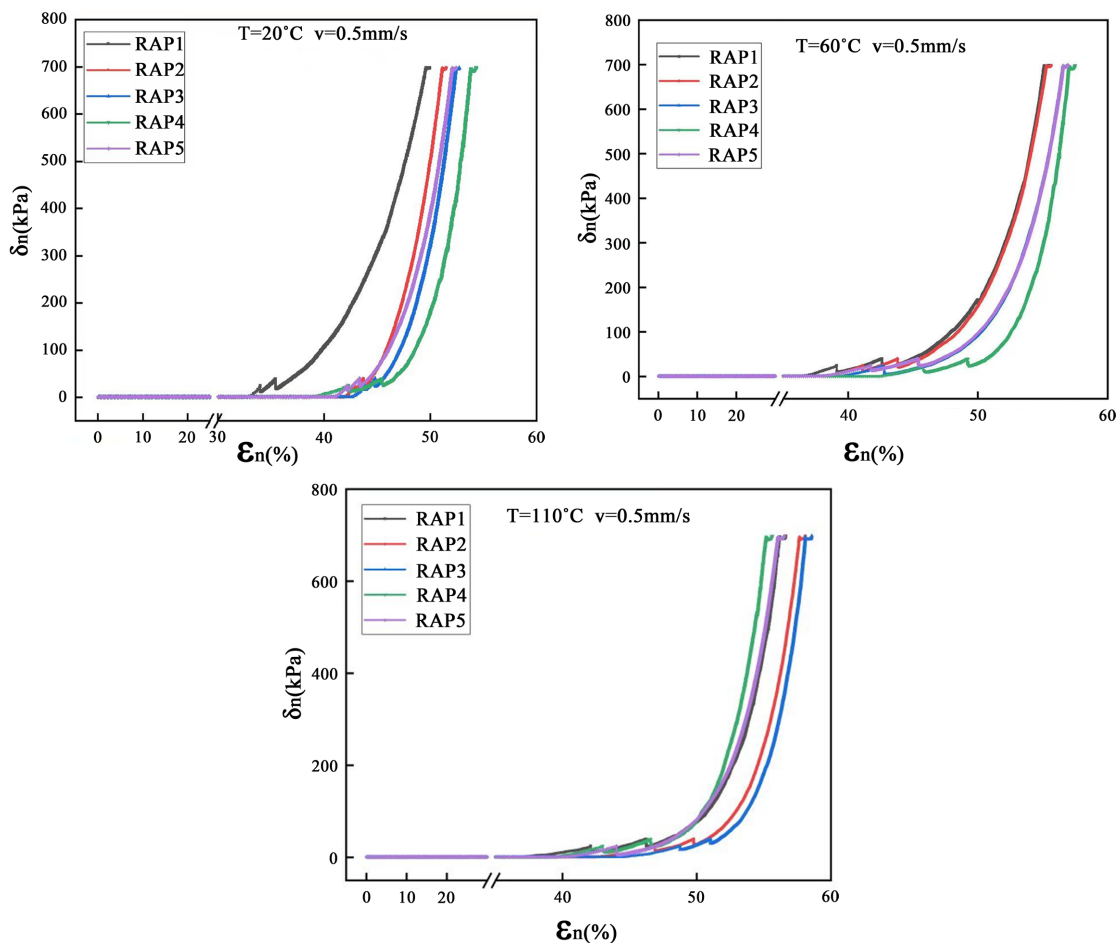 800
700
600
500
400
300
200
100
0
δn(kPa)
T=20°C v=0.5mm/s
RAP1
RAP2
RAP3
RAP4
RAP5
0 10 20 30 40 50 60
εn(%)
800
700
600
500
400
300
200
100
0
δn(kPa)
T=60°C v=0.5mm/s
RAP1
RAP2
RAP3
RAP4
RAP5
0 10 20 40 50 60
εn(%)
800
600
400
200
0
δn(kPa)
T=110°C v=0.5mm/s
RAP1
RAP2
RAP3
RAP4
RAP5
0 10 20 40 50 60
εn(%)